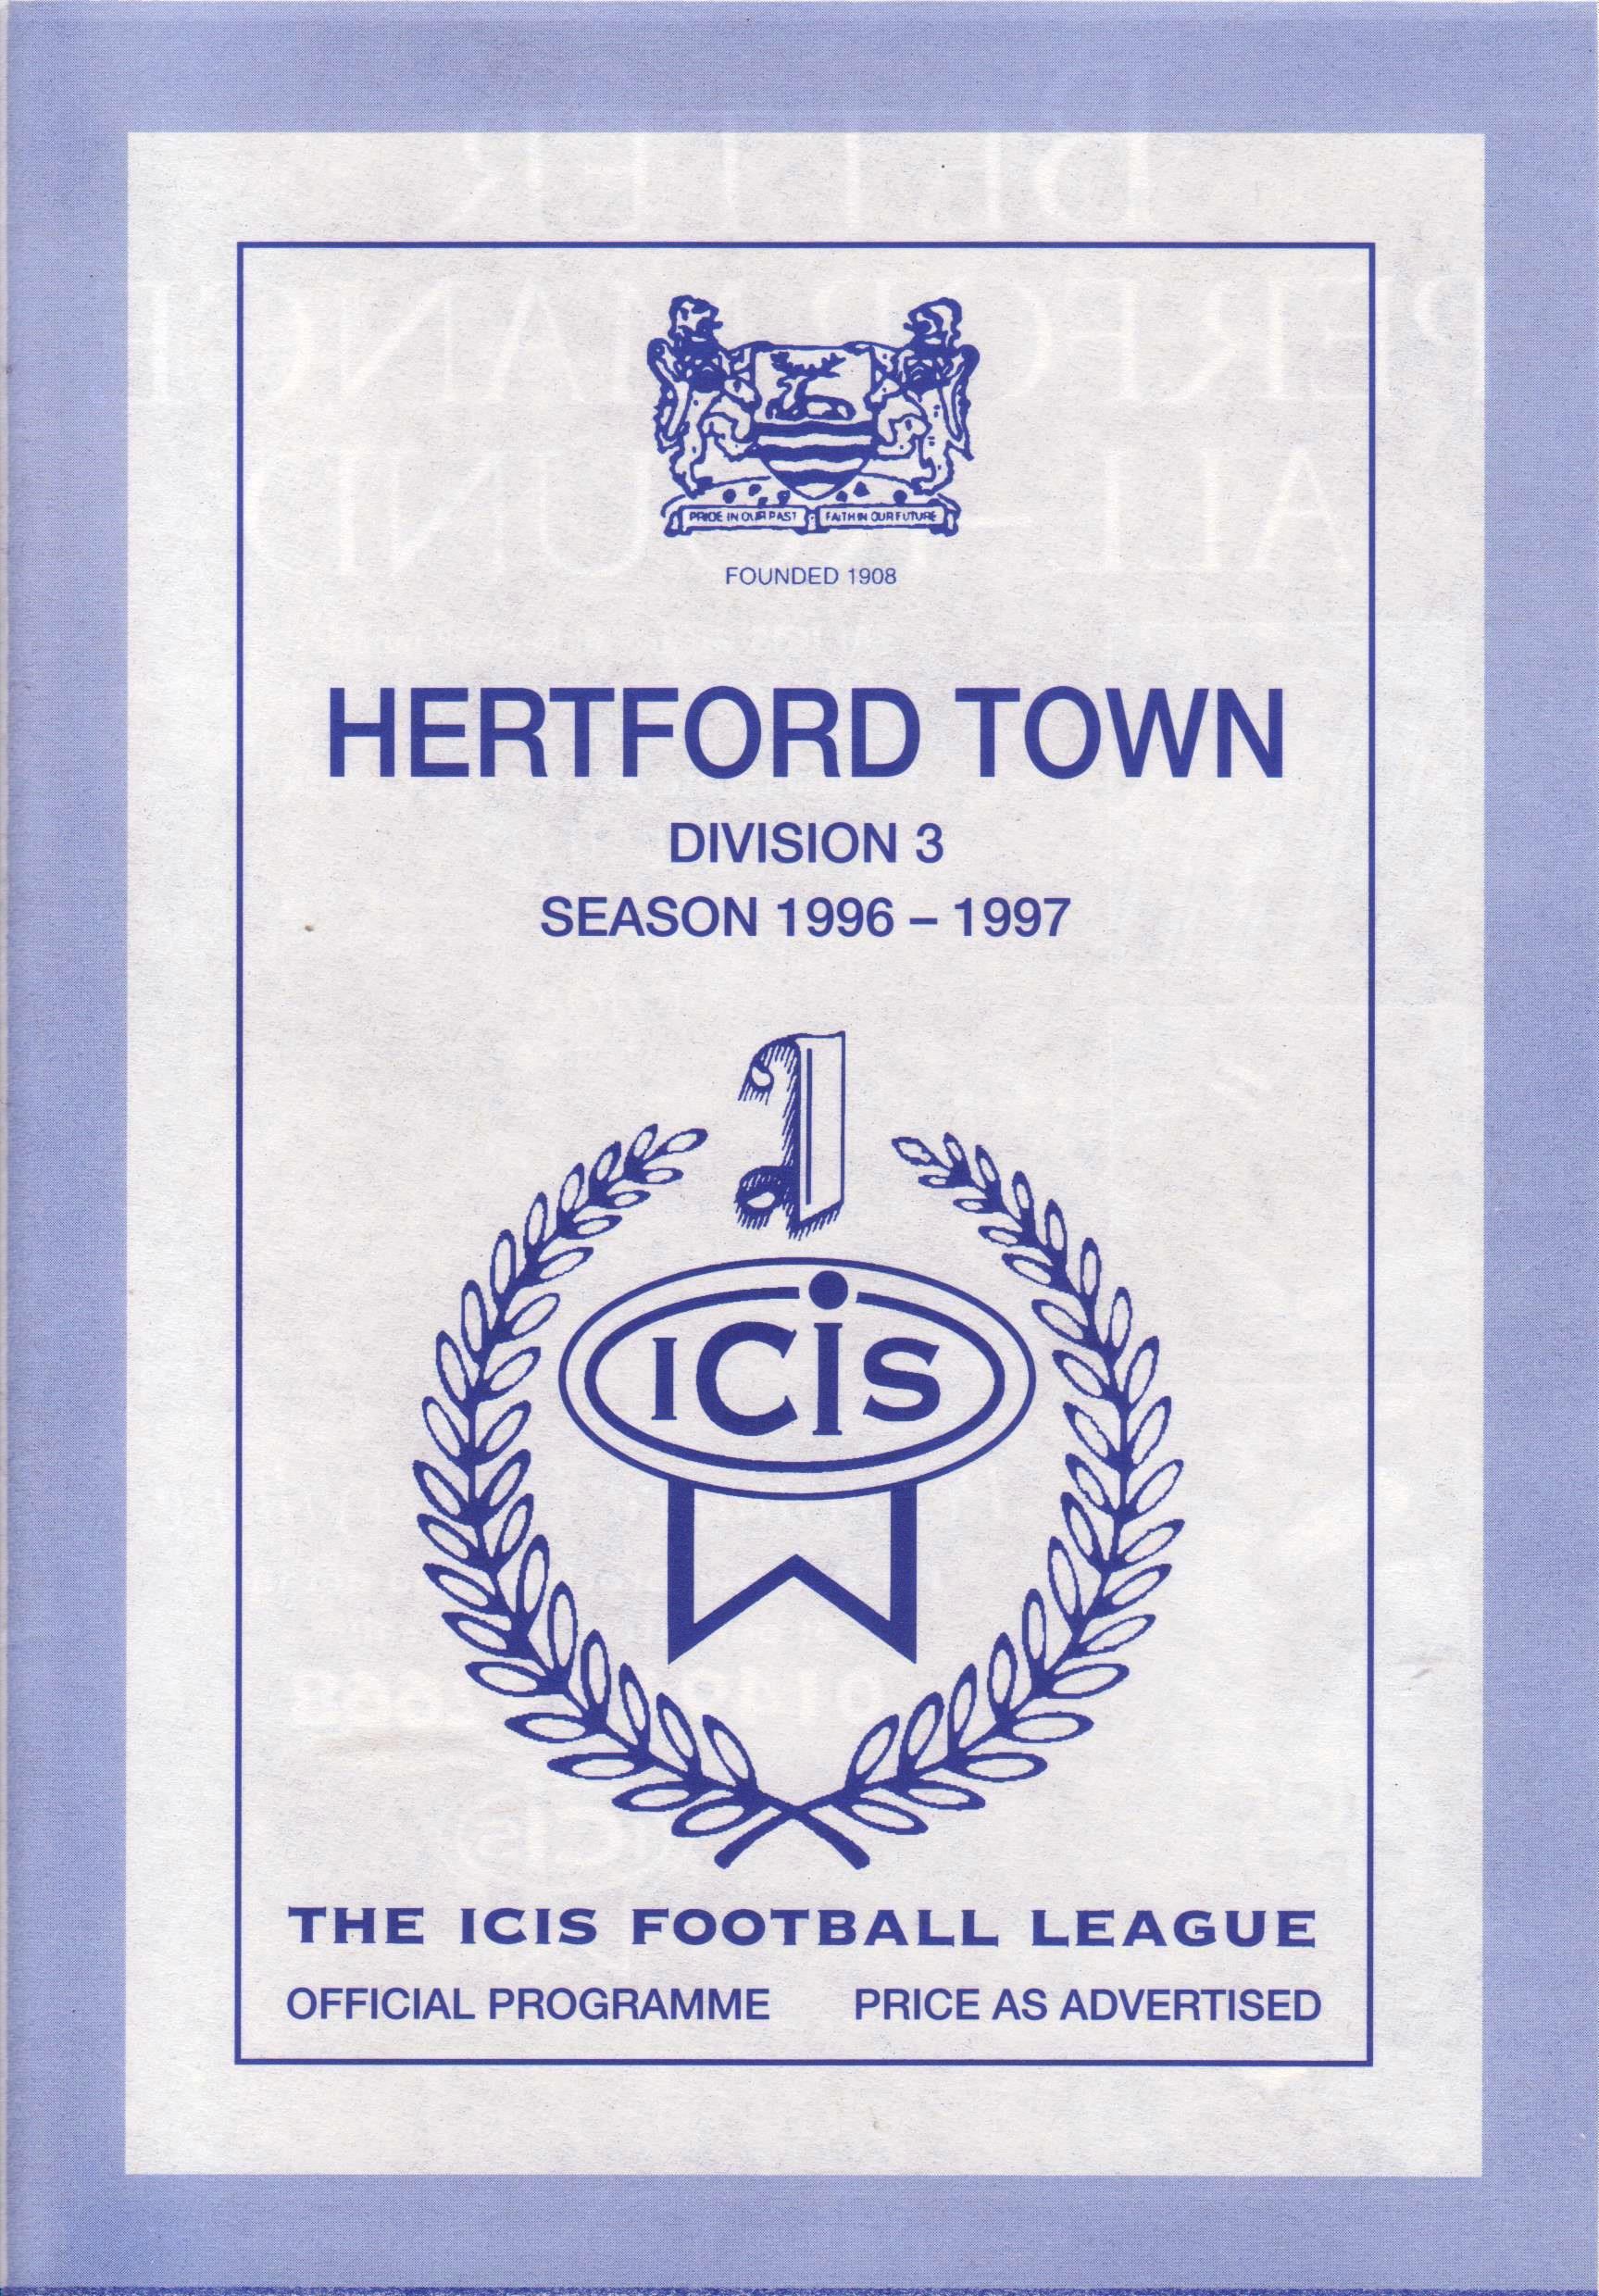 PRIDE IN OUR PAST FAITH IN OUR FUTURE
FOUNDED 1908
HERTFORD TOWN
DIVISION 3
SEASON 1996 – 1997
1
ICIS
THE ICIS FOOTBALL LEAGUE
OFFICIAL PROGRAMME PRICE AS ADVERTISED